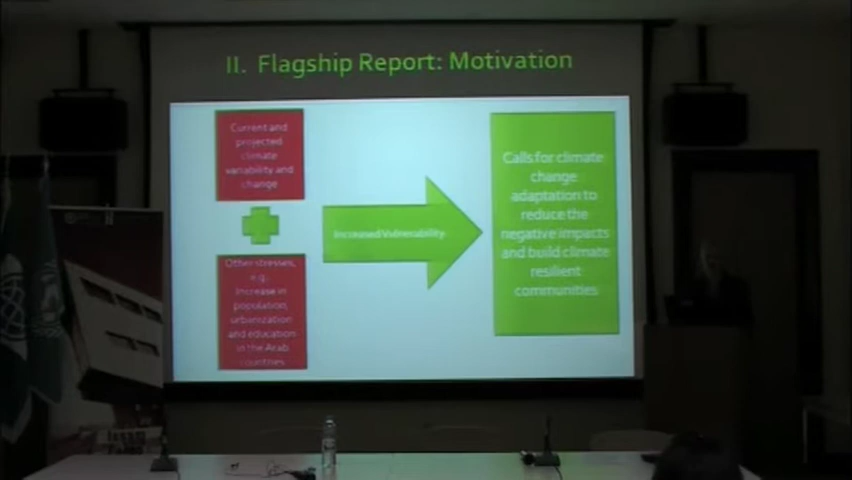 II. Flagship Report: Motivation
Current and
projected
climate
variability and
change
Other stresses,
e.g.
increase in
population,
urbanization
and education
in the Arab
countries
Increased Vulnerability
Calls for climate
change
adaptation to
reduce the
negative impacts
and build climate
resilient
communities